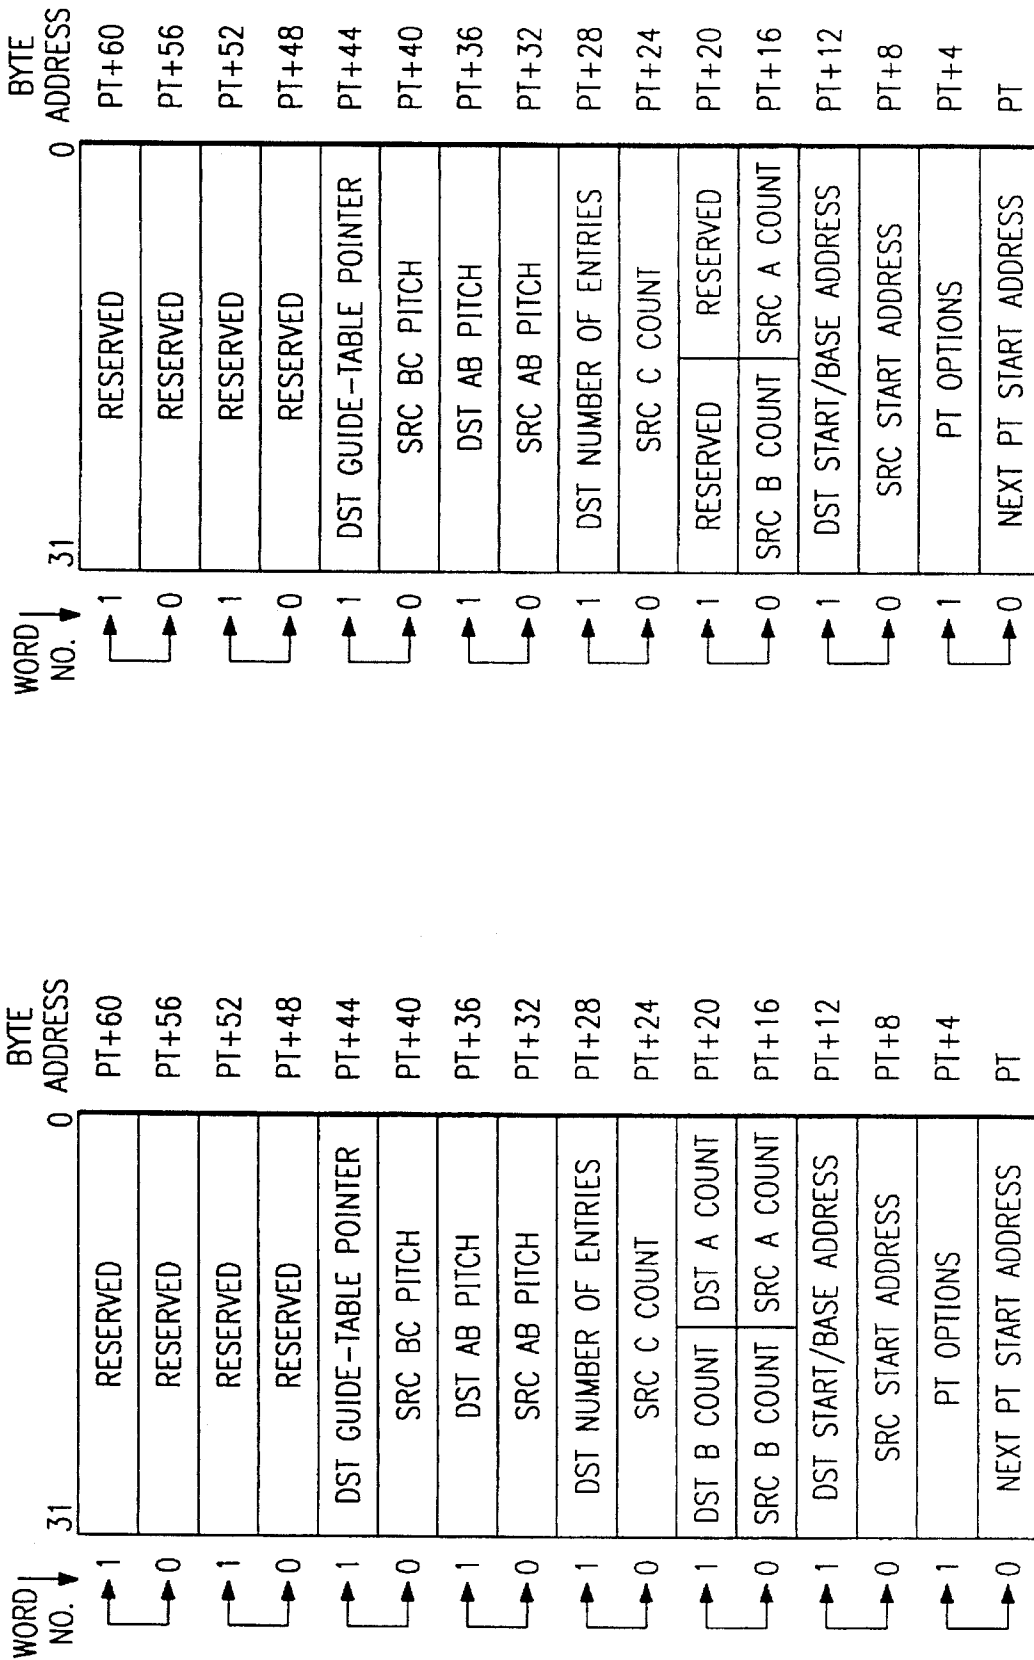 WORD NO.
31
0
BYTE ADDRESS
1 RESERVED PT+60
0 RESERVED PT+56
1 RESERVED PT+52
0 RESERVED PT+48
1 DST GUIDE-TABLE POINTER PT+44
0 SRC BC PITCH PT+40
1 DST AB PITCH PT+36
0 SRC AB PITCH PT+32
1 DST NUMBER OF ENTRIES PT+28
0 SRC C COUNT PT+24
1 DST B COUNT DST A COUNT PT+20
0 SRC B COUNT SRC A COUNT PT+16
1 DST START/BASE ADDRESS PT+12
0 SRC START ADDRESS PT+8
1 PT OPTIONS PT+4
0 NEXT PT START ADDRESS PT
WORD NO.
31
0
BYTE ADDRESS
1 RESERVED PT+60
0 RESERVED PT+56
1 RESERVED PT+52
0 RESERVED PT+48
1 DST GUIDE-TABLE POINTER PT+44
0 SRC BC PITCH PT+40
1 DST AB PITCH PT+36
0 SRC AB PITCH PT+32
1 DST NUMBER OF ENTRIES PT+28
0 SRC C COUNT PT+24
1 RESERVED RESERVED PT+20
0 SRC B COUNT SRC A COUNT PT+16
1 DST START/BASE ADDRESS PT+12
0 SRC START ADDRESS PT+8
1 PT OPTIONS PT+4
0 NEXT PT START ADDRESS PT